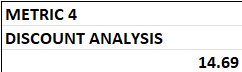 METRIC 4
DISCOUNT ANALYSIS
14.69